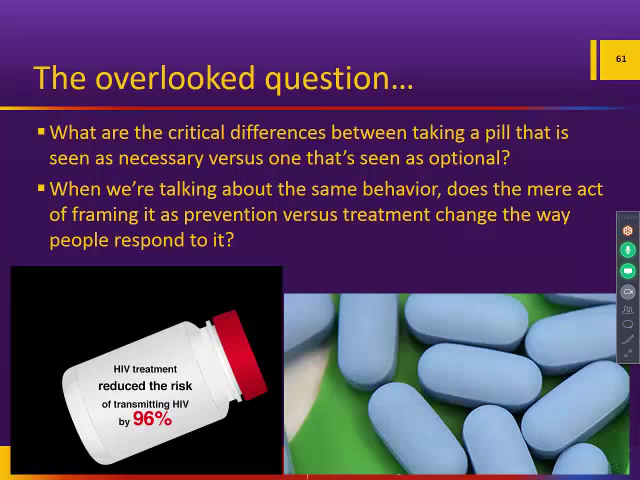 61
The overlooked question…
▪ What are the critical differences between taking a pill that is
seen as necessary versus one that's seen as optional?
▪ When we're talking about the same behavior, does the mere act
of framing it as prevention versus treatment change the way
people respond to it?
HIV treatment
reduced the risk
of transmitting HIV
by 96%